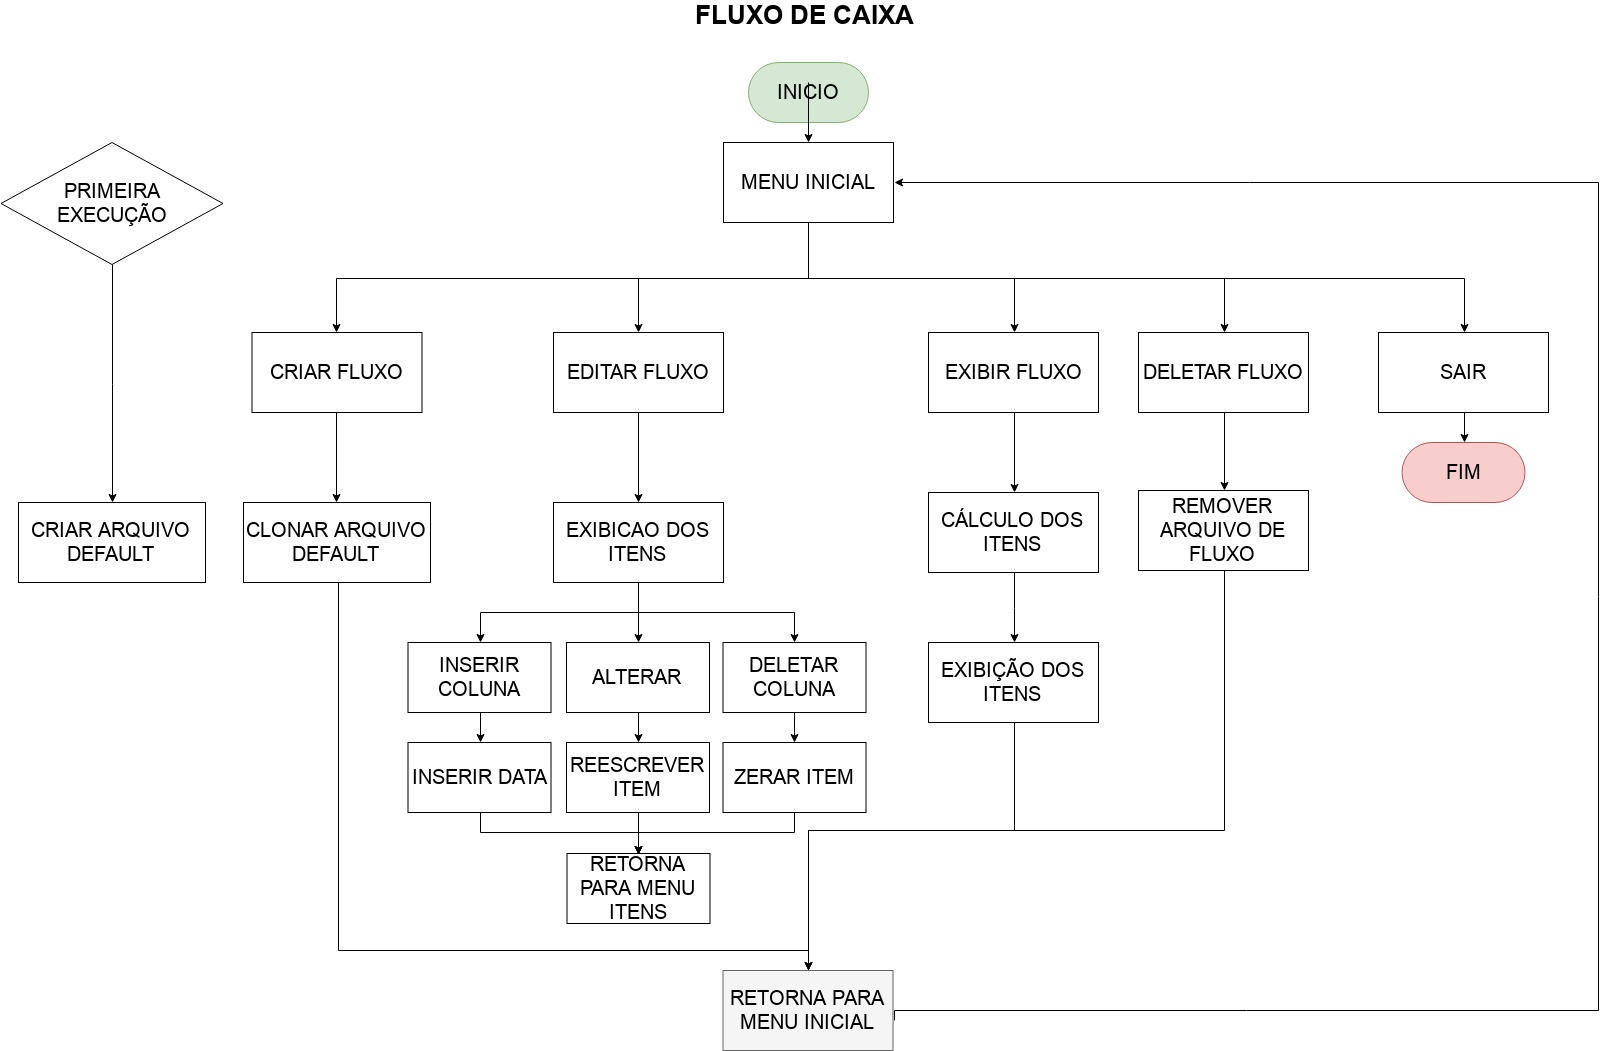 FLUXO DE CAIXA
INICIO
MENU INICIAL
PRIMEIRA
EXECUÇÃO
CRIAR FLUXO
EDITAR FLUXO
EXIBIR FLUXO
DELETAR FLUXO
SAIR
FIM
CRIAR ARQUIVO
DEFAULT
CLONAR ARQUIVO
DEFAULT
EXIBICAO DOS
ITENS
CÁLCULO DOS
ITENS
REMOVER
ARQUIVO DE
FLUXO
INSERIR
COLUNA
ALTERAR
DELETAR
COLUNA
EXIBIÇÃO DOS
ITENS
INSERIR DATA
REESCREVER
ITEM
ZERAR ITEM
RETORNA
PARA MENU
ITENS
RETORNA PARA
MENU INICIAL